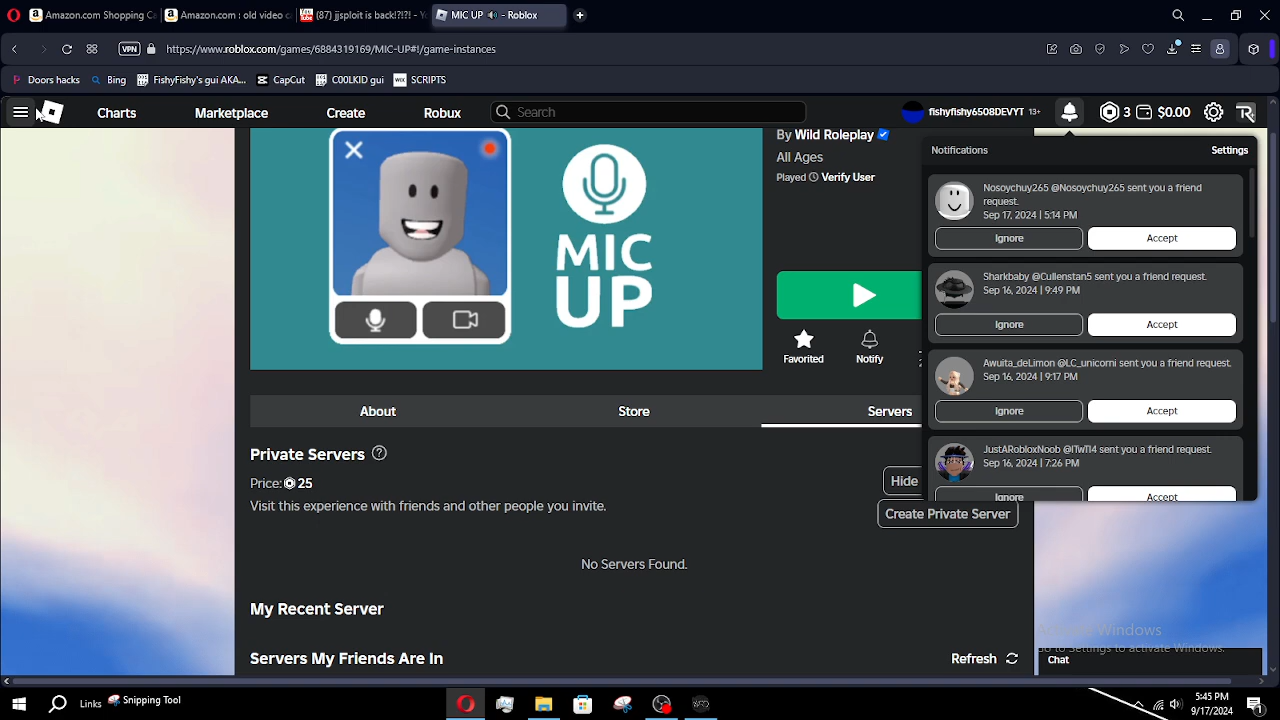 Amazon.com Shopping Ca
Amazon.com : old video c
(87) jjsploit is back!?!?! - Yo
MIC UP - Roblox
VPN
https://www.roblox.com/games/6884319169/MIC-UP#!/game-instances
Doors hacks
Bing
FishyFishy's gui AKA...
CapCut
C00LKID gui
SCRIPTS
Charts
Marketplace
Create
Robux
Search
fishyfishy6508DEVYT 13+
3
$0.00
By Wild Roleplay
All Ages
Played Verify User
MIC
UP
Favorited
Notify
Notifications
Settings
Nosoychuy265 @Nosoychuy265 sent you a friend
request.
Sep 17, 2024 | 5:14 PM
Ignore
Accept
Sharkbaby @Cullenstan5 sent you a friend request.
Sep 16, 2024 | 9:49 PM
Ignore
Accept
Awuita_deLimon @LC_unicorni sent you a friend request.
Sep 16, 2024 | 9:17 PM
Ignore
Accept
JustARobloxNoob @ITwTI4 sent you a friend request.
Sep 16, 2024 | 7:26 PM
Ignore
Accept
About
Store
Servers
Private Servers
Price: 25
Hide
Visit this experience with friends and other people you invite.
Create Private Server
No Servers Found.
My Recent Server
Servers My Friends Are In
Refresh
Windows
Go to Settings to activate Windows.
Chat
Links
Snipping Tool
5:45 PM
9/17/2024
1